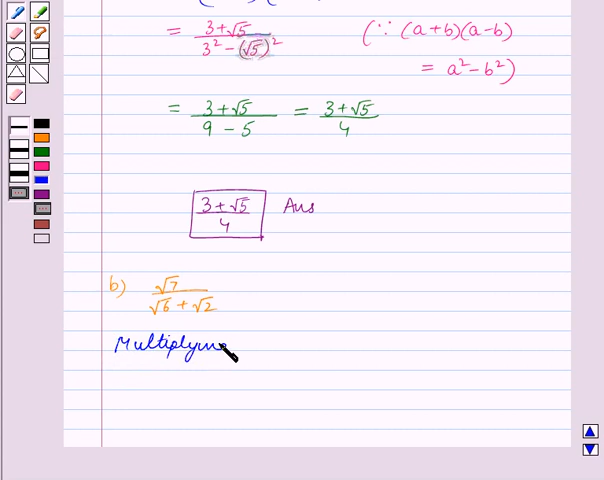 = 3+√5 / 3² − (√5)² (∵ (a+b)(a−b)
= a² − b²)
= 3+√5 / 9 − 5 = 3+√5 / 4
3+√5 / 4 Ans
b) √7 / √6 + √2
Multiplying